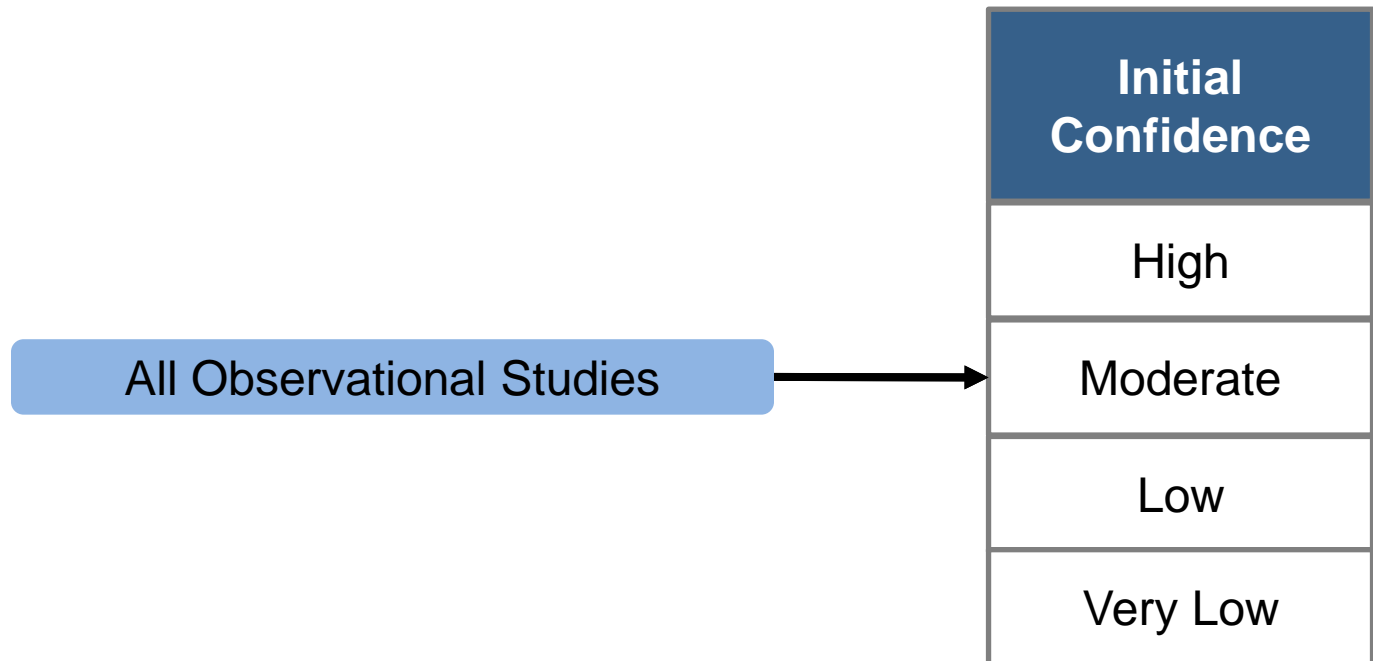 Initial
Confidence
High
All Observational Studies
Moderate
Low
Very Low